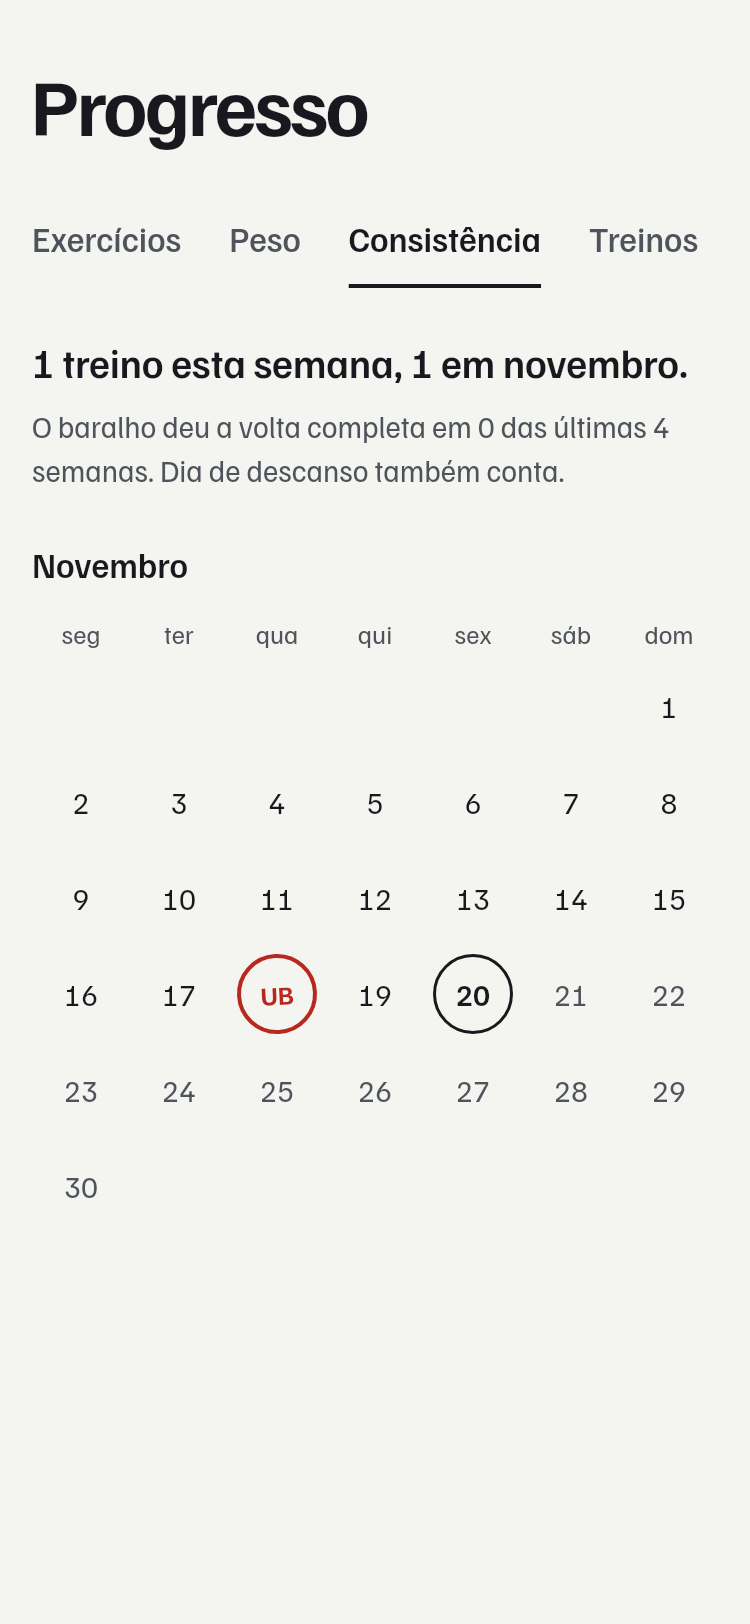 Progresso
Exercícios Peso Consistência Treinos
1 treino esta semana, 1 em novembro.
O baralho deu a volta completa em 0 das últimas 4
semanas. Dia de descanso também conta.
Novembro
seg ter qua qui sex sáb dom
1
2 3 4 5 6 7 8
9 10 11 12 13 14 15
16 17 UB 19 20 21 22
23 24 25 26 27 28 29
30